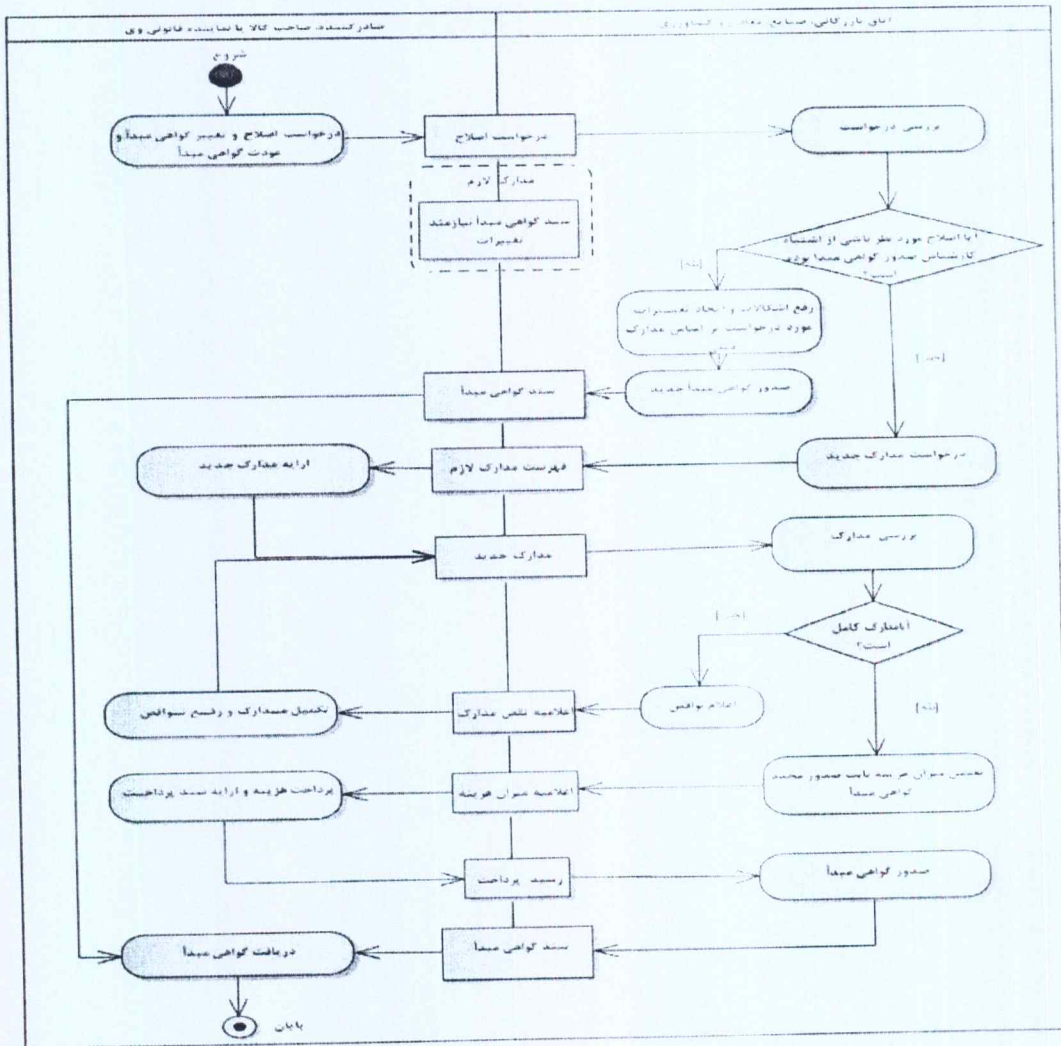 صادرکننده، صاحب کالا یا نماینده قانونی وی
اتاق بازرگانی، صنایع، معادن و کشاورزی
شروع
درخواست اصلاح و تغییر گواهی مبدأ و
عودت گواهی مبدأ
درخواست اصلاح
بررسی درخواست
مدارک لازم
سند گواهی مبدأ نیازمند
تغییرات
آیا اصلاح مورد نظر ناشی از اشتباه
کارشناس صدور گواهی مبدأ بوده
است؟
[بله]
[خیر]
رفع اشکالات و ایجاد تغییرات
مورد درخواست بر اساس مدارک
صدور گواهی مبدأ جدید
سند گواهی مبدأ
درخواست مدارک جدید
فهرست مدارک لازم
ارایه مدارک جدید
مدارک جدید
بررسی مدارک
آیا مدارک کامل
است؟
[خیر]
[بله]
اعلام نواقص
اعلامیه نقص مدارک
تکمیل مدارک و رفع نواقص
تعیین میزان هزینه بابت صدور مجدد
گواهی مبدأ
اعلامیه میزان هزینه
پرداخت هزینه و ارایه سند پرداخت
رسید پرداخت
صدور گواهی مبدأ
سند گواهی مبدأ
دریافت گواهی مبدأ
پایان